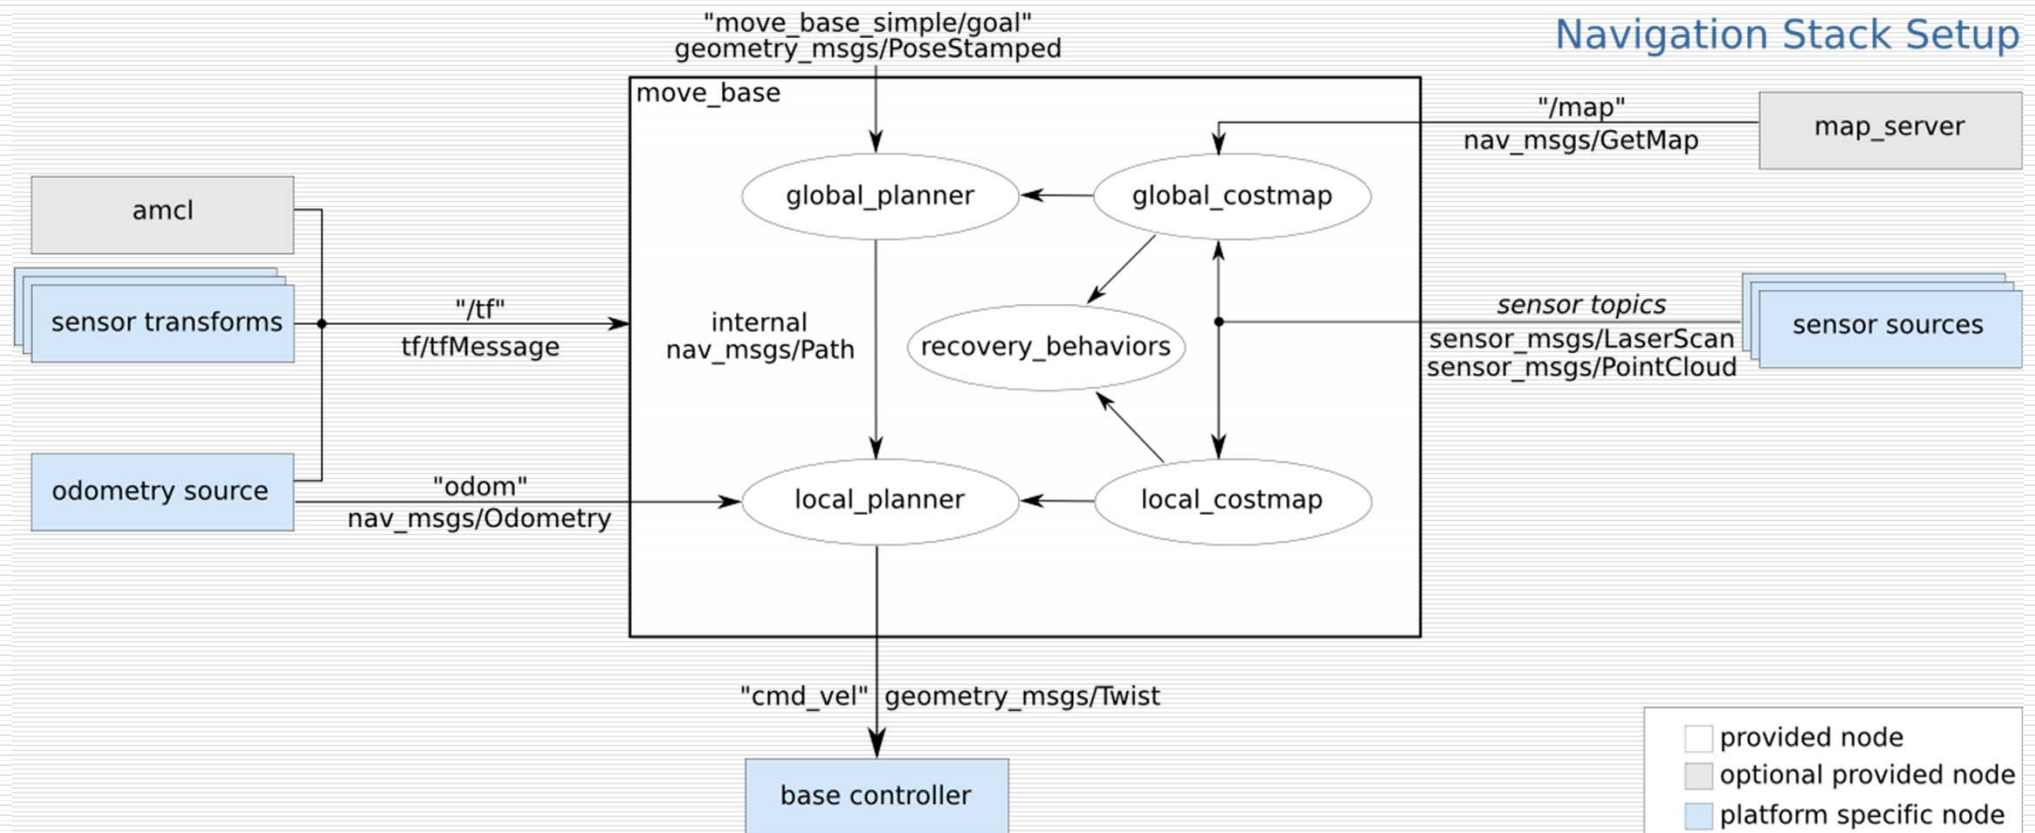 Navigation Stack Setup
"move_base_simple/goal"
geometry_msgs/PoseStamped
move_base
"/map"
nav_msgs/GetMap
map_server
global_planner
global_costmap
amcl
sensor transforms
"/tf"
tf/tfMessage
internal
nav_msgs/Path
recovery_behaviors
sensor topics
sensor_msgs/LaserScan
sensor_msgs/PointCloud
sensor sources
odometry source
"odom"
nav_msgs/Odometry
local_planner
local_costmap
"cmd_vel" geometry_msgs/Twist
base controller
provided node
optional provided node
platform specific node